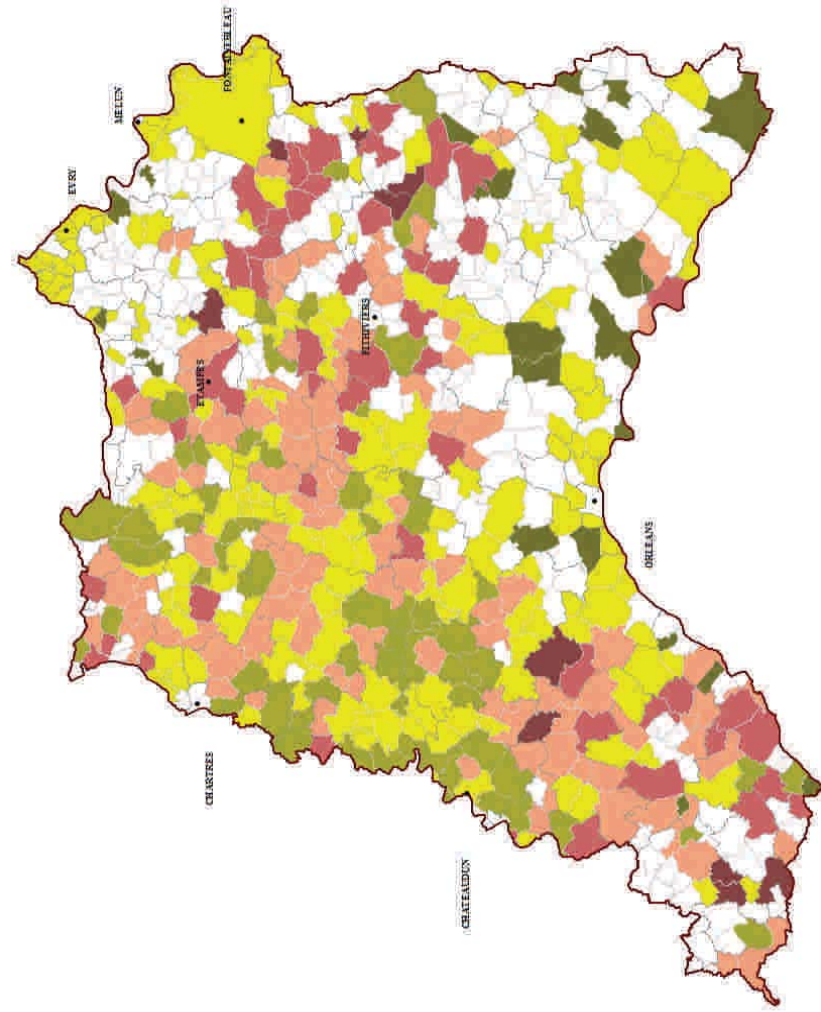 FONTAINEBLEAU
MELUN
EVRY
ETAMPES
PITHIVIERS
ORLEANS
CHARTRES
CHATEAUDUN